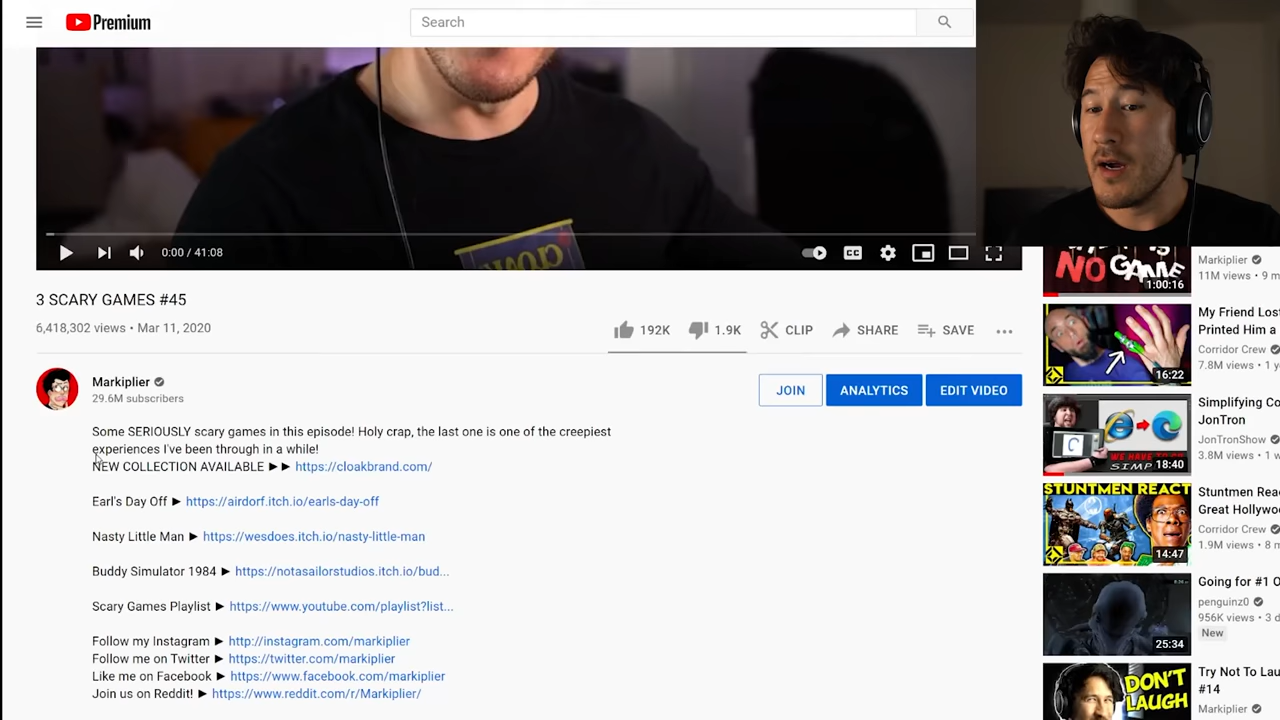 Premium
Search
0:00 / 41:08
CC
3 SCARY GAMES #45
6,418,302 views • Mar 11, 2020
192K
1.9K
CLIP
SHARE
SAVE
Markiplier
29.6M subscribers
JOIN
ANALYTICS
EDIT VIDEO
Some SERIOUSLY scary games in this episode! Holy crap, the last one is one of the creepiest
experiences I've been through in a while!
NEW COLLECTION AVAILABLE ►► https://cloakbrand.com/
Earl's Day Off ► https://airdorf.itch.io/earls-day-off
Nasty Little Man ► https://wesdoes.itch.io/nasty-little-man
Buddy Simulator 1984 ► https://notasailorstudios.itch.io/bud...
Scary Games Playlist ► https://www.youtube.com/playlist?list...
Follow my Instagram ► http://instagram.com/markiplier
Follow me on Twitter ► https://twitter.com/markiplier
Like me on Facebook ► https://www.facebook.com/markiplier
Join us on Reddit! ► https://www.reddit.com/r/Markiplier/
NO GAME
1:00:16
Markiplier
11M views • 9 m
16:22
My Friend Lost
Printed Him a
Corridor Crew
7.8M views • 1 y
C
SIMP
18:40
Simplifying Co
JonTron
JonTronShow
3.8M views • 1 w
STUNTMEN REACT
14:47
Stuntmen Reac
Great Hollywo
Corridor Crew
1.9M views • 8 m
25:34
Going for #1 O
penguinz0
956K views • 3 d
New
DON'T
LAUGH
Try Not To Lau
#14
Markiplier